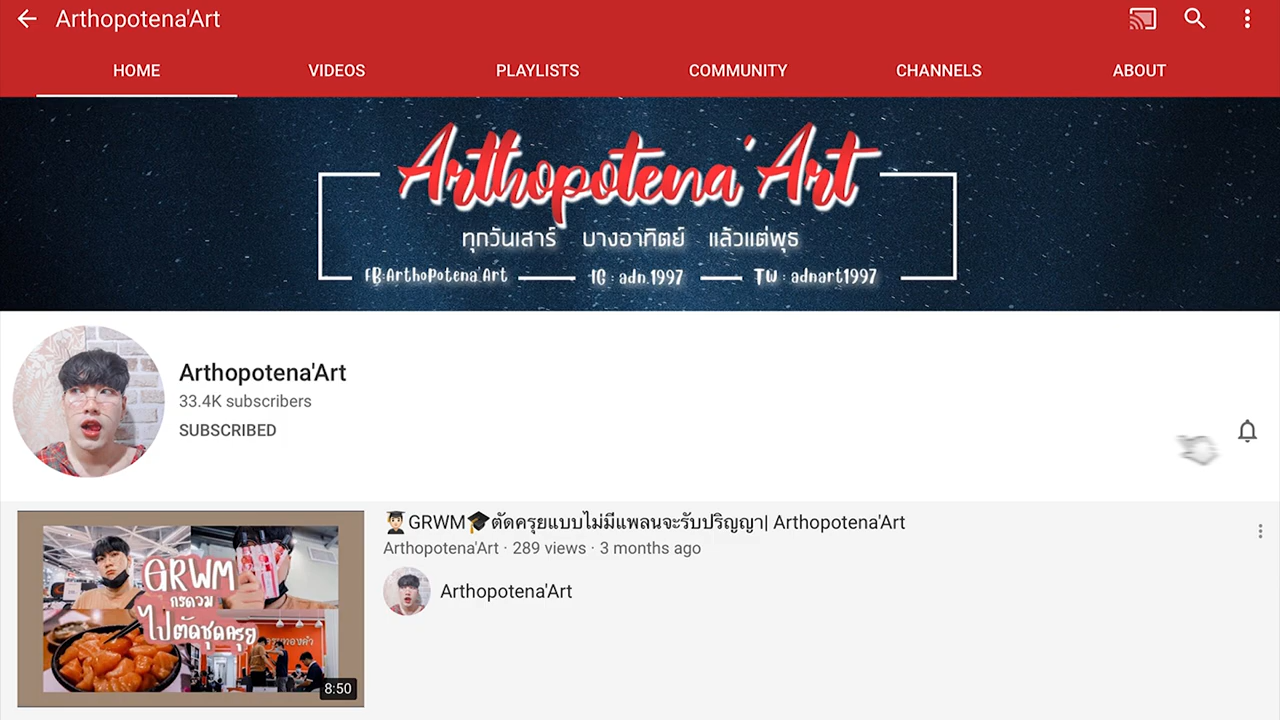 Arthopotena'Art
HOME VIDEOS PLAYLISTS COMMUNITY CHANNELS ABOUT
Arthopotena'Art
ทุกวันเสาร์ บางอาทิตย์ แล้วแต่พุธ
FB:ArthoPotena'Art IG : adn.1997 TW : adnart1997
Arthopotena'Art
33.4K subscribers
SUBSCRIBED
GRWM ตัดครุยแบบไม่มีแพลนจะรับปริญญา| Arthopotena'Art
Arthopotena'Art · 289 views · 3 months ago
Arthopotena'Art
GRWM
กรดวม
ไปตัดชุดครุย
8:50